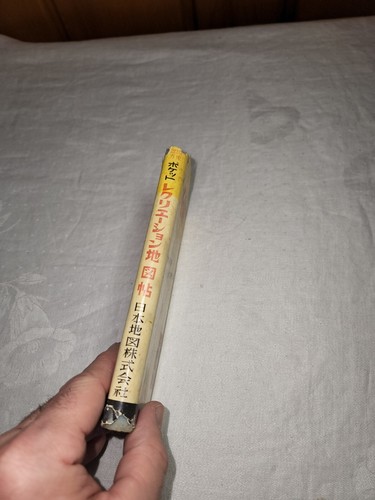 ポケット
レクリエーション地図帖
日本地図株式会社